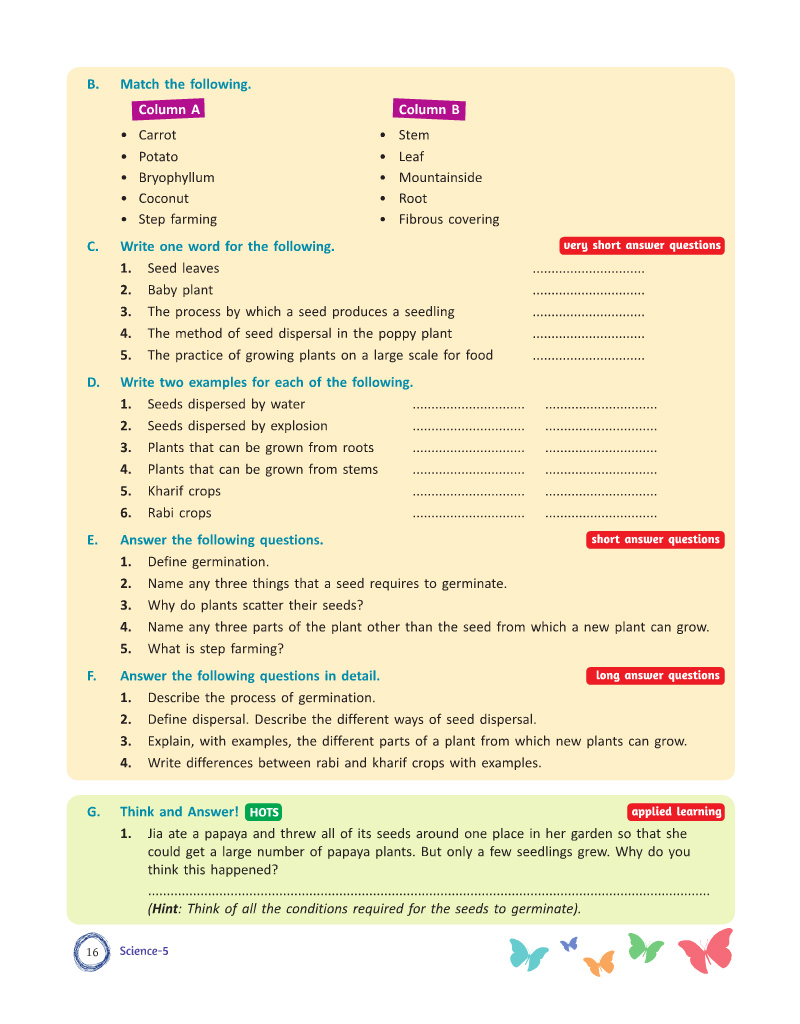 B. Match the following.
Column A Column B
• Carrot • Stem
• Potato • Leaf
• Bryophyllum • Mountainside
• Coconut • Root
• Step farming • Fibrous covering
C. Write one word for the following. very short answer questions
1. Seed leaves ..............................
2. Baby plant ..............................
3. The process by which a seed produces a seedling ..............................
4. The method of seed dispersal in the poppy plant ..............................
5. The practice of growing plants on a large scale for food ..............................
D. Write two examples for each of the following.
1. Seeds dispersed by water .............................. ..............................
2. Seeds dispersed by explosion .............................. ..............................
3. Plants that can be grown from roots .............................. ..............................
4. Plants that can be grown from stems .............................. ..............................
5. Kharif crops .............................. ..............................
6. Rabi crops .............................. ..............................
E. Answer the following questions. short answer questions
1. Define germination.
2. Name any three things that a seed requires to germinate.
3. Why do plants scatter their seeds?
4. Name any three parts of the plant other than the seed from which a new plant can grow.
5. What is step farming?
F. Answer the following questions in detail. long answer questions
1. Describe the process of germination.
2. Define dispersal. Describe the different ways of seed dispersal.
3. Explain, with examples, the different parts of a plant from which new plants can grow.
4. Write differences between rabi and kharif crops with examples.
G. Think and Answer! HOTS applied learning
1. Jia ate a papaya and threw all of its seeds around one place in her garden so that she
could get a large number of papaya plants. But only a few seedlings grew. Why do you
think this happened?
......................................................................................................................................................
(Hint: Think of all the conditions required for the seeds to germinate).
16 Science-5